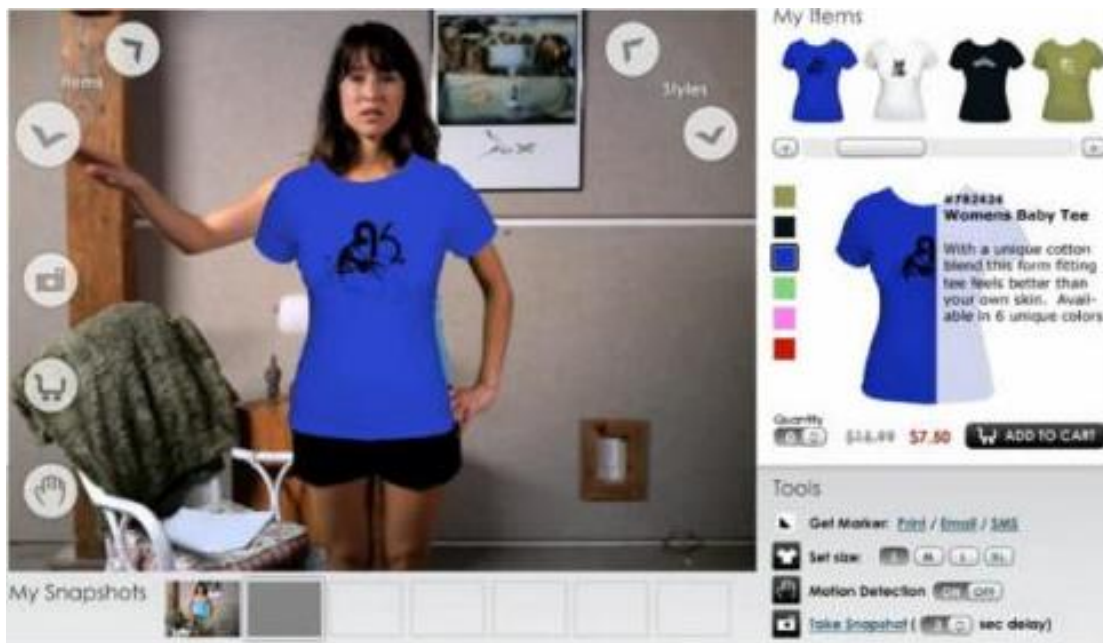 My Items
Items
Styles
#782424
Womens Baby Tee
With a unique cotton
blend this form fitting
tee feels better than
your own skin. Avail-
able in 6 unique colors
Quantity
$7.50
ADD TO CART
Tools
Get Marker: Print / Email / SMS
Set size: M L XL
Motion Detection ON OFF
My Snapshots
Take Snapshot ( sec delay)